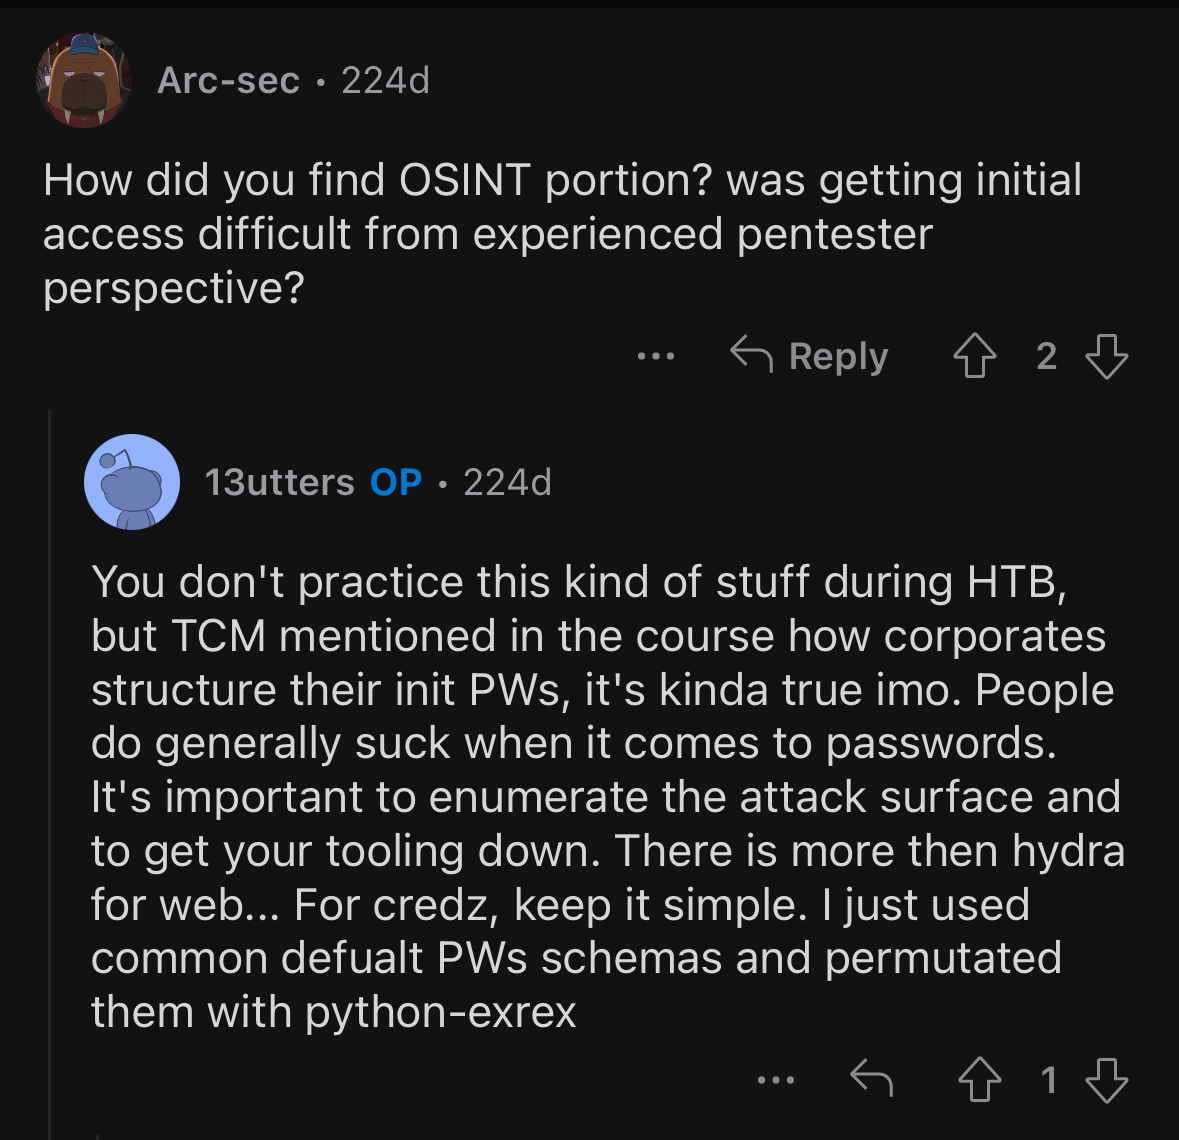 Arc-sec • 224d
How did you find OSINT portion? was getting initial
access difficult from experienced pentester
perspective?
... Reply 2
13utters OP • 224d
You don't practice this kind of stuff during HTB,
but TCM mentioned in the course how corporates
structure their init PWs, it's kinda true imo. People
do generally suck when it comes to passwords.
It's important to enumerate the attack surface and
to get your tooling down. There is more then hydra
for web... For credz, keep it simple. I just used
common defualt PWs schemas and permutated
them with python-exrex
... 1